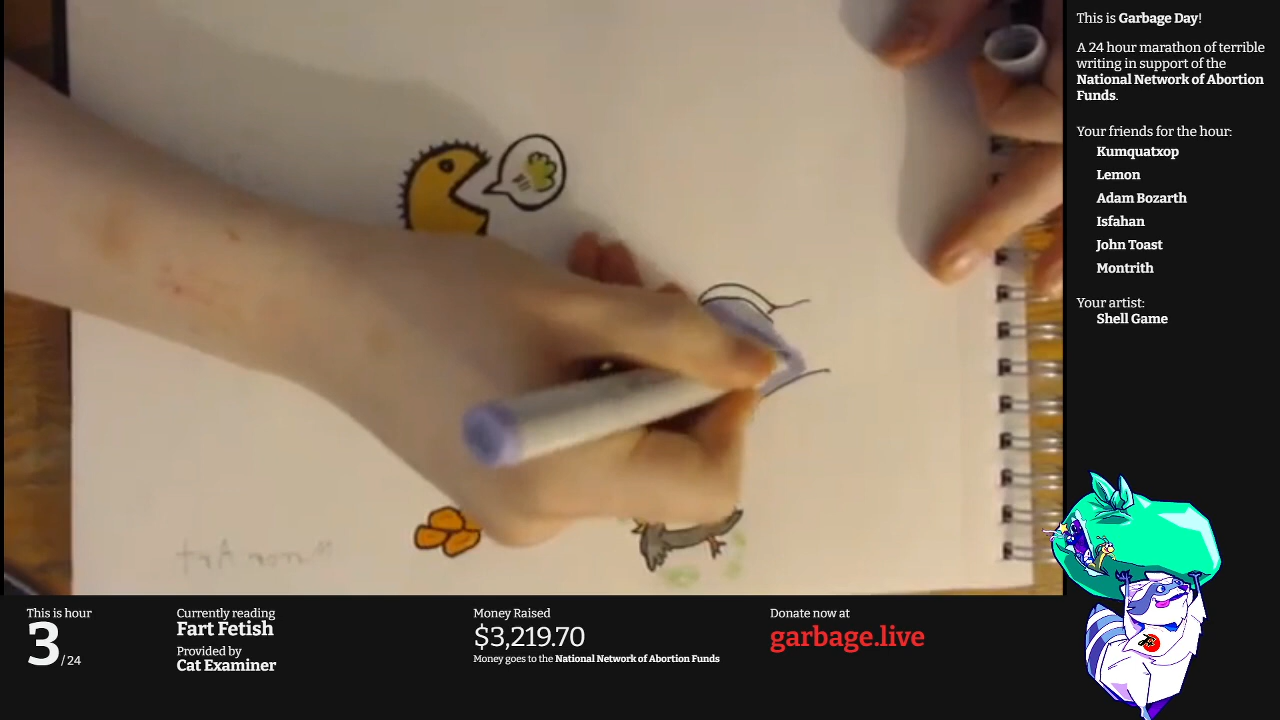 This is Garbage Day!
A 24 hour marathon of terrible
writing in support of the
National Network of Abortion
Funds.
Your friends for the hour:
Kumquatxop
Lemon
Adam Bozarth
Isfahan
John Toast
Montrith
Your artist:
Shell Game
This is hour
3/24
Currently reading
Fart Fetish
Provided by
Cat Examiner
Money Raised
$3,219.70
Money goes to the National Network of Abortion Funds
Donate now at
garbage.live